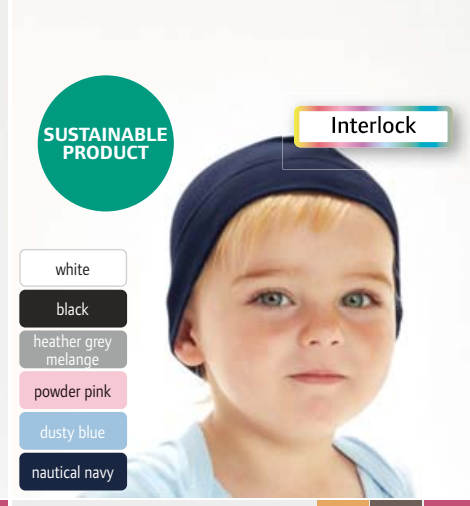 SUSTAINABLE
PRODUCT
Interlock
white
black
heather grey
melange
powder pink
dusty blue
nautical navy